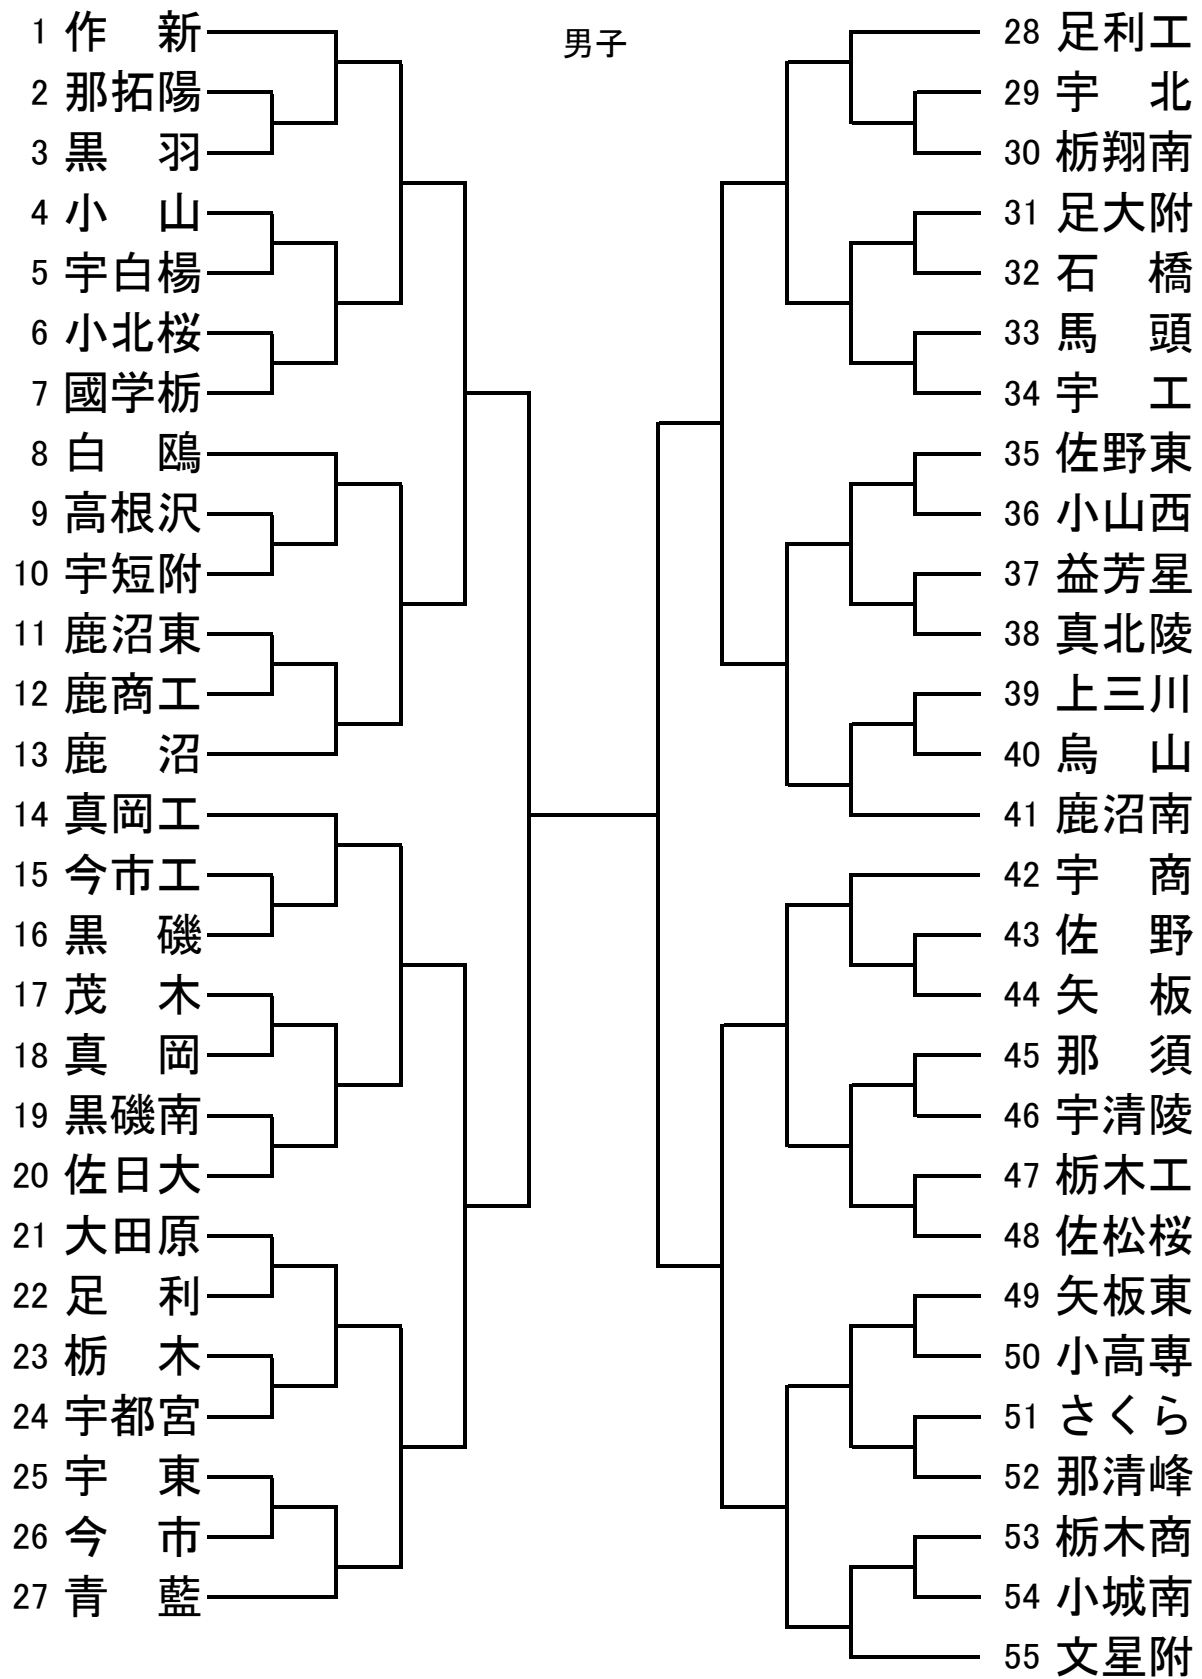 男子
1 作 新
2 那拓陽
3 黒 羽
4 小 山
5 宇白楊
6 小北桜
7 國学栃
8 白 鴎
9 高根沢
10 宇短附
11 鹿沼東
12 鹿商工
13 鹿 沼
14 真岡工
15 今市工
16 黒 磯
17 茂 木
18 真 岡
19 黒磯南
20 佐日大
21 大田原
22 足 利
23 栃 木
24 宇都宮
25 宇 東
26 今 市
27 青 藍
28 足利工
29 宇 北
30 栃翔南
31 足大附
32 石 橋
33 馬 頭
34 宇 工
35 佐野東
36 小山西
37 益芳星
38 真北陵
39 上三川
40 烏 山
41 鹿沼南
42 宇 商
43 佐 野
44 矢 板
45 那 須
46 宇清陵
47 栃木工
48 佐松桜
49 矢板東
50 小高専
51 さくら
52 那清峰
53 栃木商
54 小城南
55 文星附